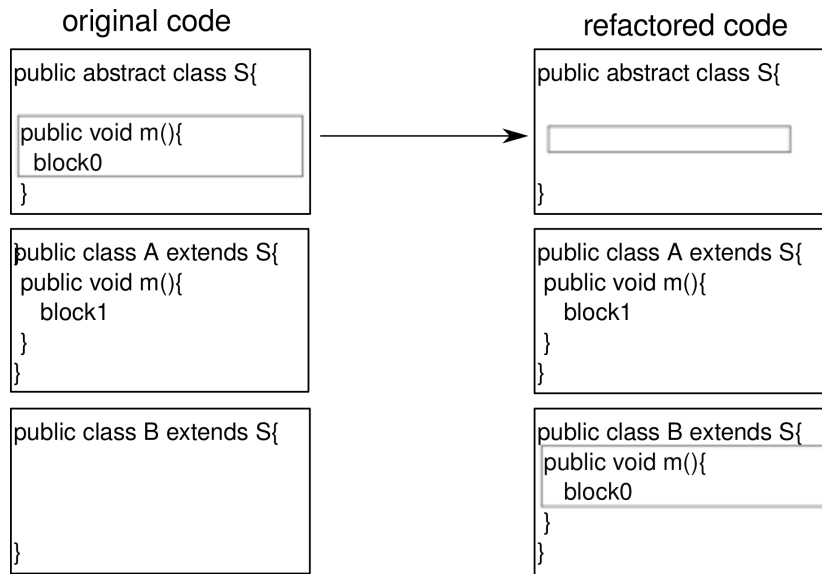 original code
public abstract class S{
public void m(){
block0
}
public class A extends S{
}
public void m(){
block1
}
}
public class B extends S{
}
refactored code
public abstract class S{
}
public class A extends S{
public void m(){
block1
}
}
public class B extends S{
public void m(){
block0
}
}